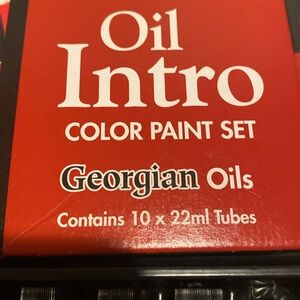 Oil
Intro
COLOR PAINT SET
Georgian Oils
Contains 10 x 22ml Tubes